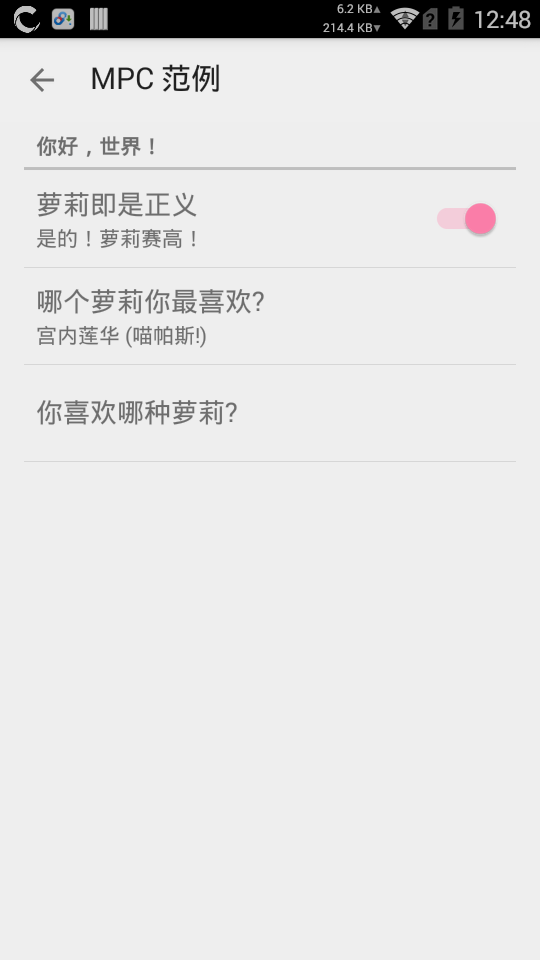 6.2 KB▲
214.4 KB▼
12:48
MPC 范例
你好，世界！
萝莉即是正义
是的！萝莉赛高！
哪个萝莉你最喜欢?
宫内莲华 (喵帕斯!)
你喜欢哪种萝莉?